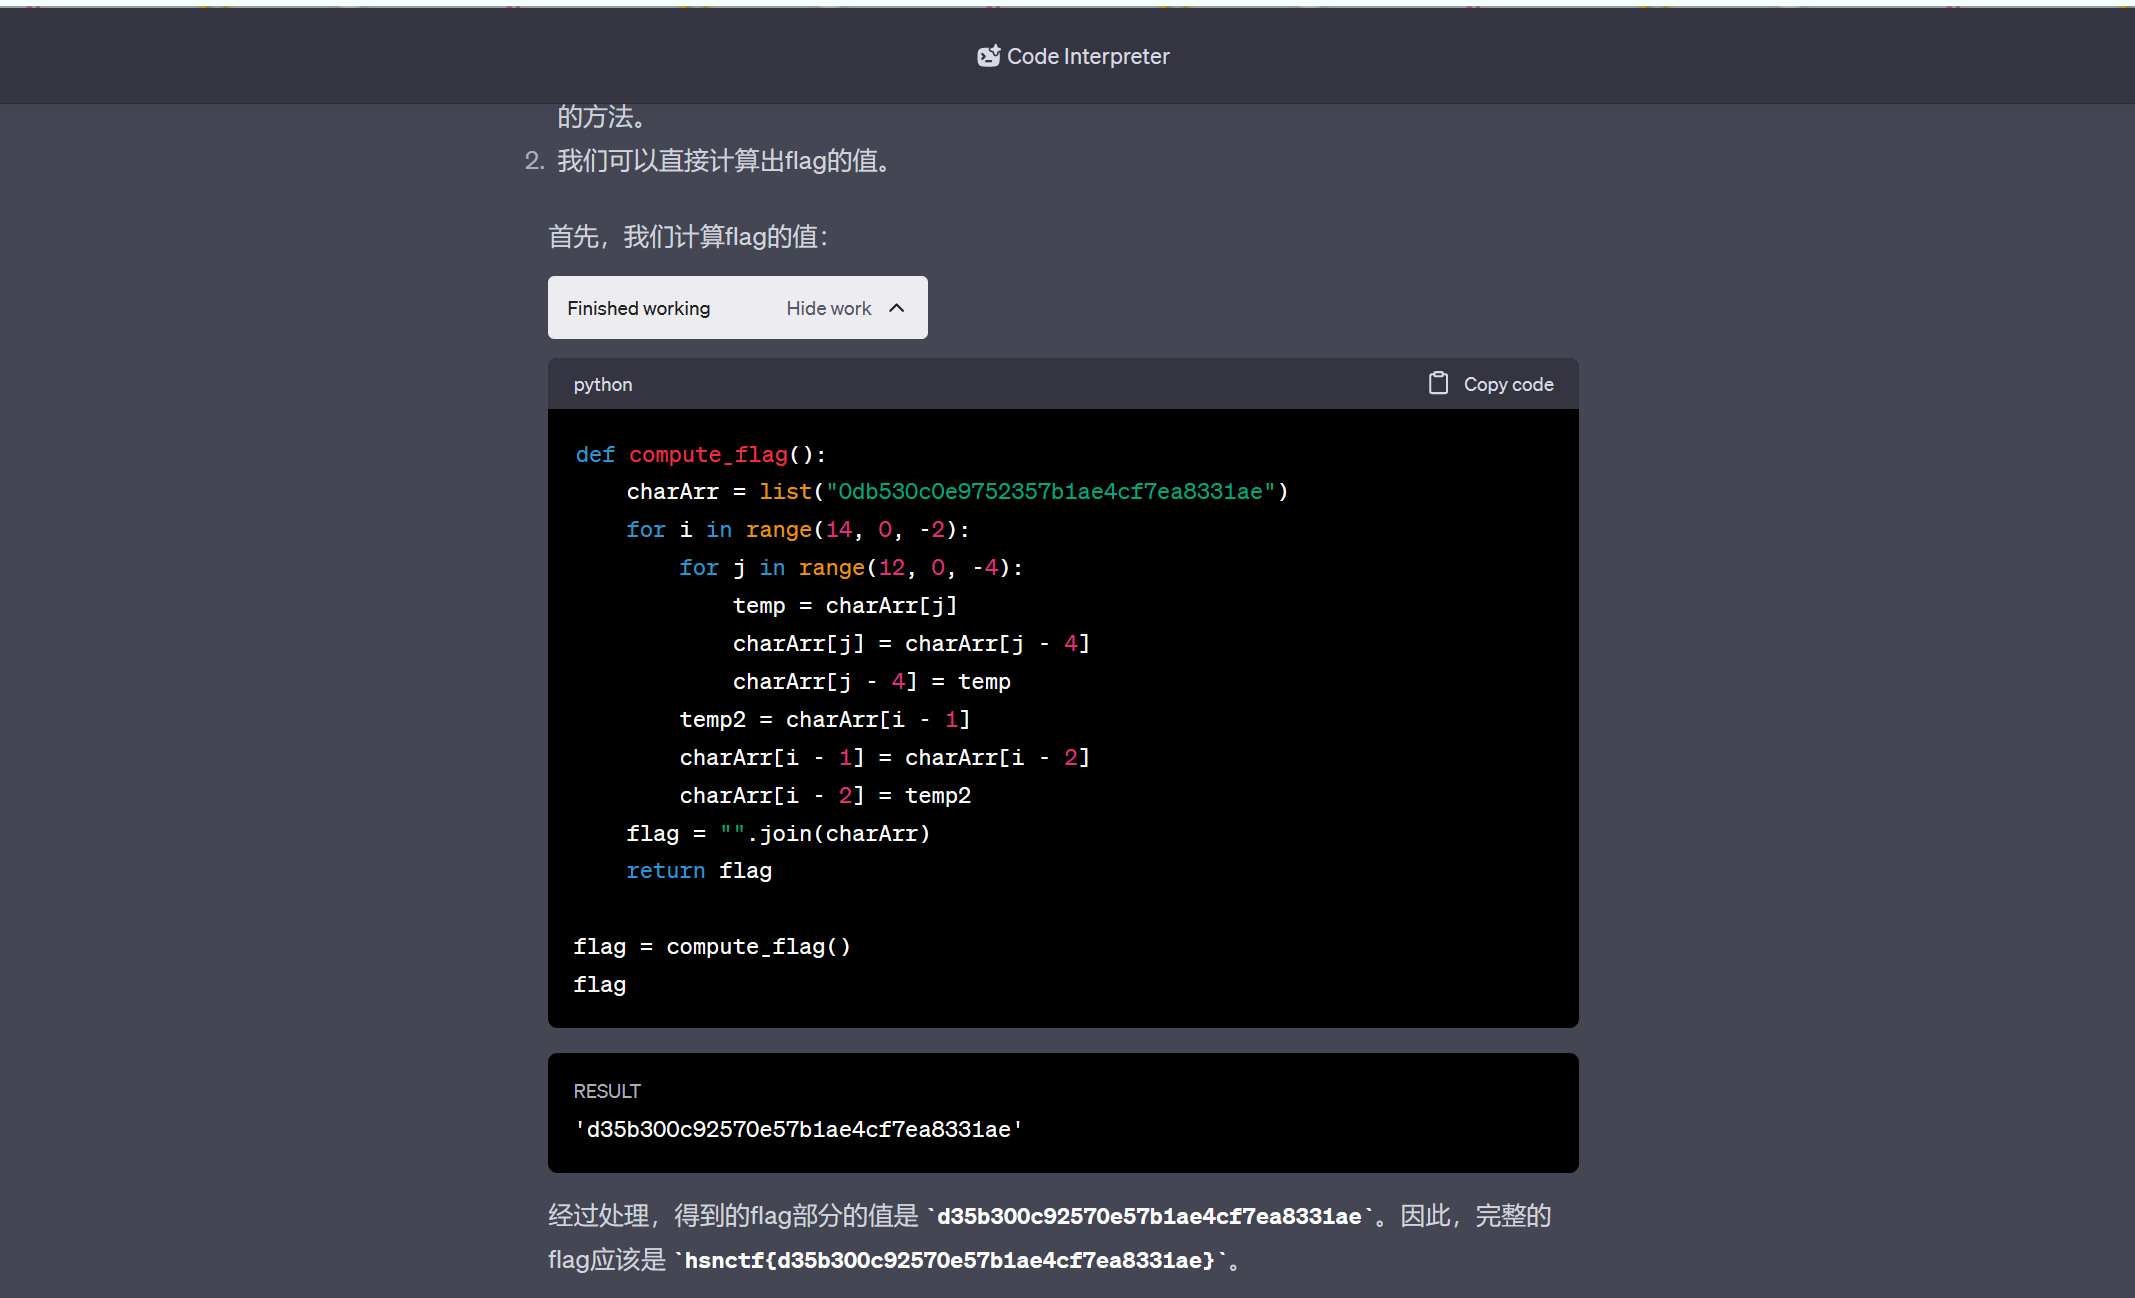 Code Interpreter
的方法。
2. 我们可以直接计算出flag的值。
首先，我们计算flag的值：
Finished working Hide work
python Copy code
def compute_flag():
    charArr = list("0db530c0e9752357b1ae4cf7ea8331ae")
    for i in range(14, 0, -2):
        for j in range(12, 0, -4):
            temp = charArr[j]
            charArr[j] = charArr[j - 4]
            charArr[j - 4] = temp
        temp2 = charArr[i - 1]
        charArr[i - 1] = charArr[i - 2]
        charArr[i - 2] = temp2
    flag = "".join(charArr)
    return flag
flag = compute_flag()
flag
RESULT
'd35b300c92570e57b1ae4cf7ea8331ae'
经过处理，得到的flag部分的值是 `d35b300c92570e57b1ae4cf7ea8331ae`。因此，完整的
flag应该是 `hsnctf{d35b300c92570e57b1ae4cf7ea8331ae}`。